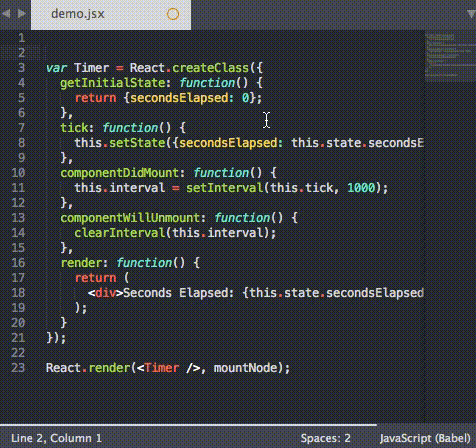 demo.jsx
1
2
3 var Timer = React.createClass({
4 getInitialState: function() {
5 return {secondsElapsed: 0};
6 },
7 tick: function() {
8 this.setState({secondsElapsed: this.state.secondsE
9 },
10 componentDidMount: function() {
11 this.interval = setInterval(this.tick, 1000);
12 },
13 componentWillUnmount: function() {
14 clearInterval(this.interval);
15 },
16 render: function() {
17 return (
18 <div>Seconds Elapsed: {this.state.secondsElapsed
19 );
20 }
21 });
22
23 React.render(<Timer />, mountNode);
Line 2, Column 1 Spaces: 2 JavaScript (Babel)